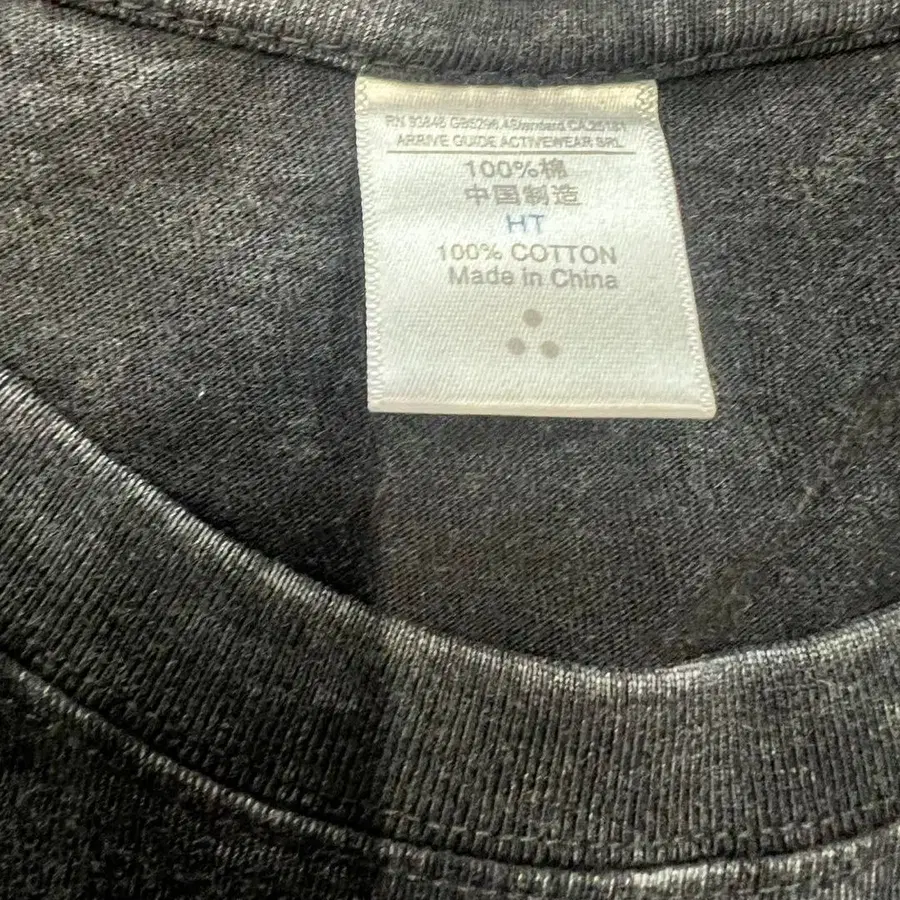 RN 93846 GB5296.4Standard CA25181
ARRIVE GUIDE ACTIVEWEAR SRL
100%棉
中国制造
HT
100% COTTON
Made in China